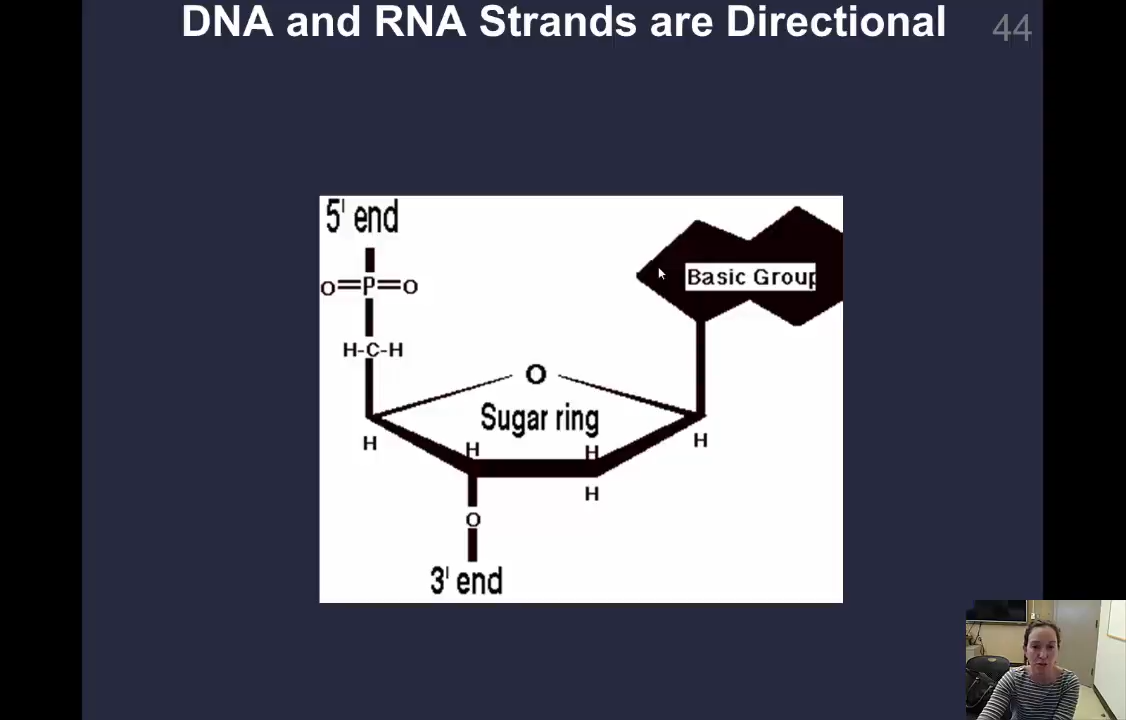 DNA and RNA Strands are Directional
44
5' end
O=P=O
Basic Group
H-C-H
O
Sugar ring
H
H
H
H
H
O
3' end